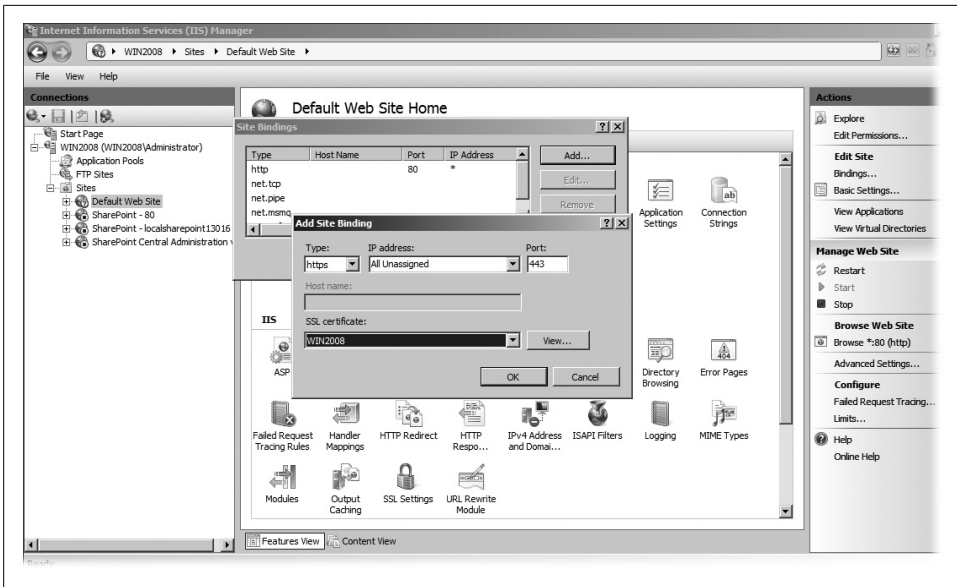 Internet Information Services (IIS) Manager
WIN2008 Sites Default Web Site
File View Help
Connections
Start Page
WIN2008 (WIN2008\Administrator)
Application Pools
FTP Sites
Sites
Default Web Site
SharePoint - 80
SharePoint - localsharepoint13016
SharePoint Central Administration
Default Web Site Home
Site Bindings
Type Host Name Port IP Address
http 80 *
net.tcp
net.pipe
net.msmq
Add...
Edit...
Remove
Add Site Binding
Type: IP address: Port:
https All Unassigned 443
Host name:
SSL certificate:
WIN2008 View...
OK Cancel
Application Settings
Connection Strings
IIS
ASP
Directory Browsing
Error Pages
404
ab
Failed Request Tracing Rules
Handler Mappings
HTTP Redirect
HTTP Respo...
IPv4 Address and Domai...
ISAPI Filters
Logging
MIME Types
Modules
Output Caching
SSL Settings
URL Rewrite Module
Features View Content View
Ready
Actions
Explore
Edit Permissions...
Edit Site
Bindings...
Basic Settings...
View Applications
View Virtual Directories
Manage Web Site
Restart
Start
Stop
Browse Web Site
Browse *:80 (http)
Advanced Settings...
Configure
Failed Request Tracing...
Limits...
Help
Online Help